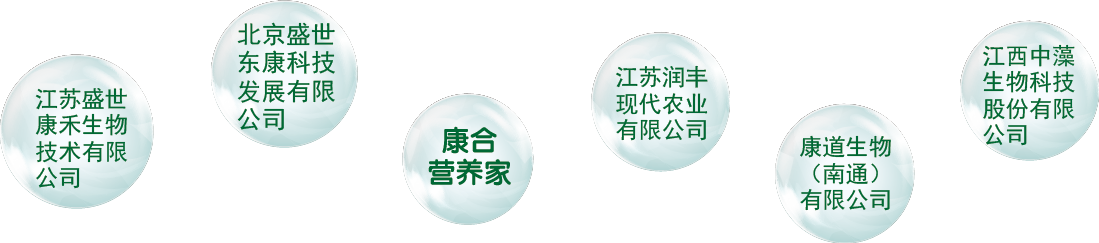 江苏盛世
康禾生物
技术有限
公司
北京盛世
东康科技
发展有限
公司
康合
营养家
江苏润丰
现代农业
有限公司
康道生物
（南通）
有限公司
江西中藻
生物科技
股份有限
公司